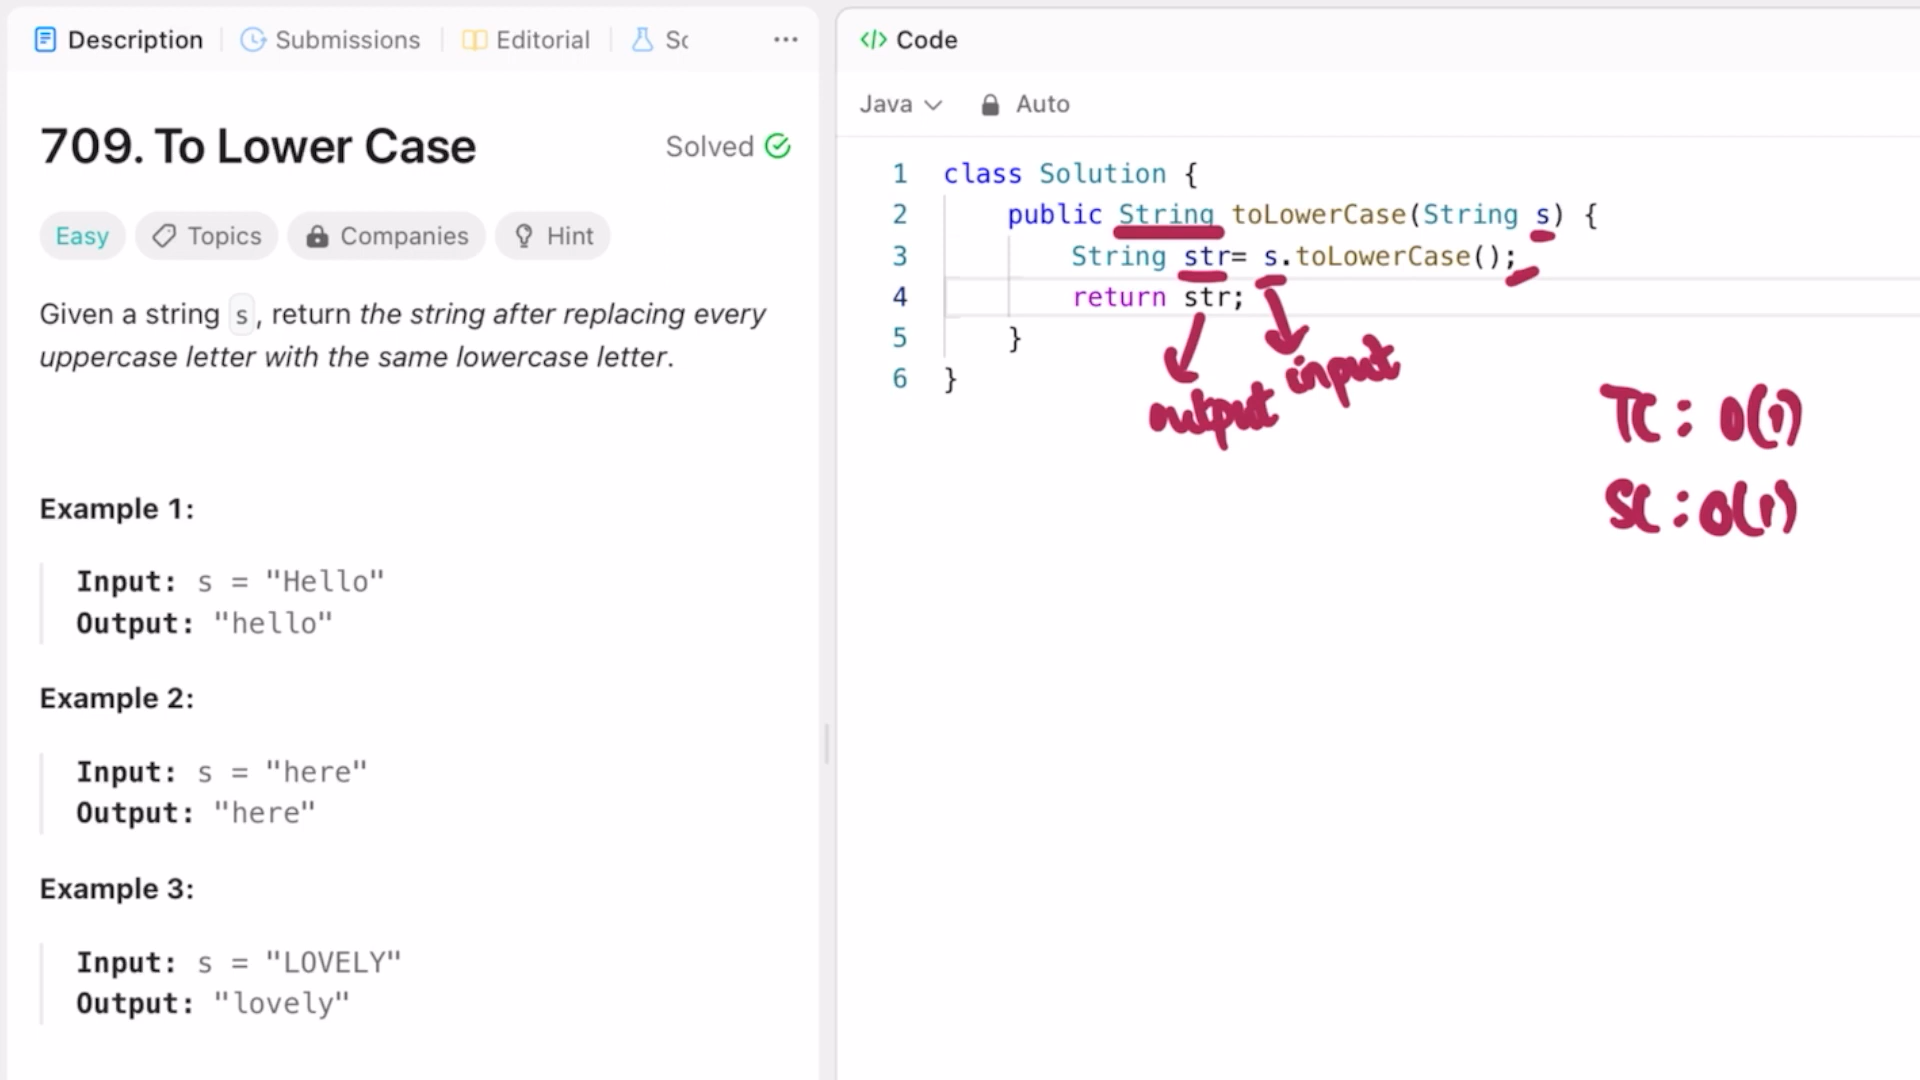 Description Submissions Editorial
709. To Lower Case
Solved
Easy Topics Companies Hint
Given a string s, return the string after replacing every
uppercase letter with the same lowercase letter.
Example 1:
Input: s = "Hello"
Output: "hello"
Example 2:
Input: s = "here"
Output: "here"
Example 3:
Input: s = "LOVELY"
Output: "lovely"
</> Code
Java Auto
1 class Solution {
2 public String toLowerCase(String s) {
3 String str= s.toLowerCase();
4 return str;
5 }
6 }
output input
TC: O(1)
SC: O(1)